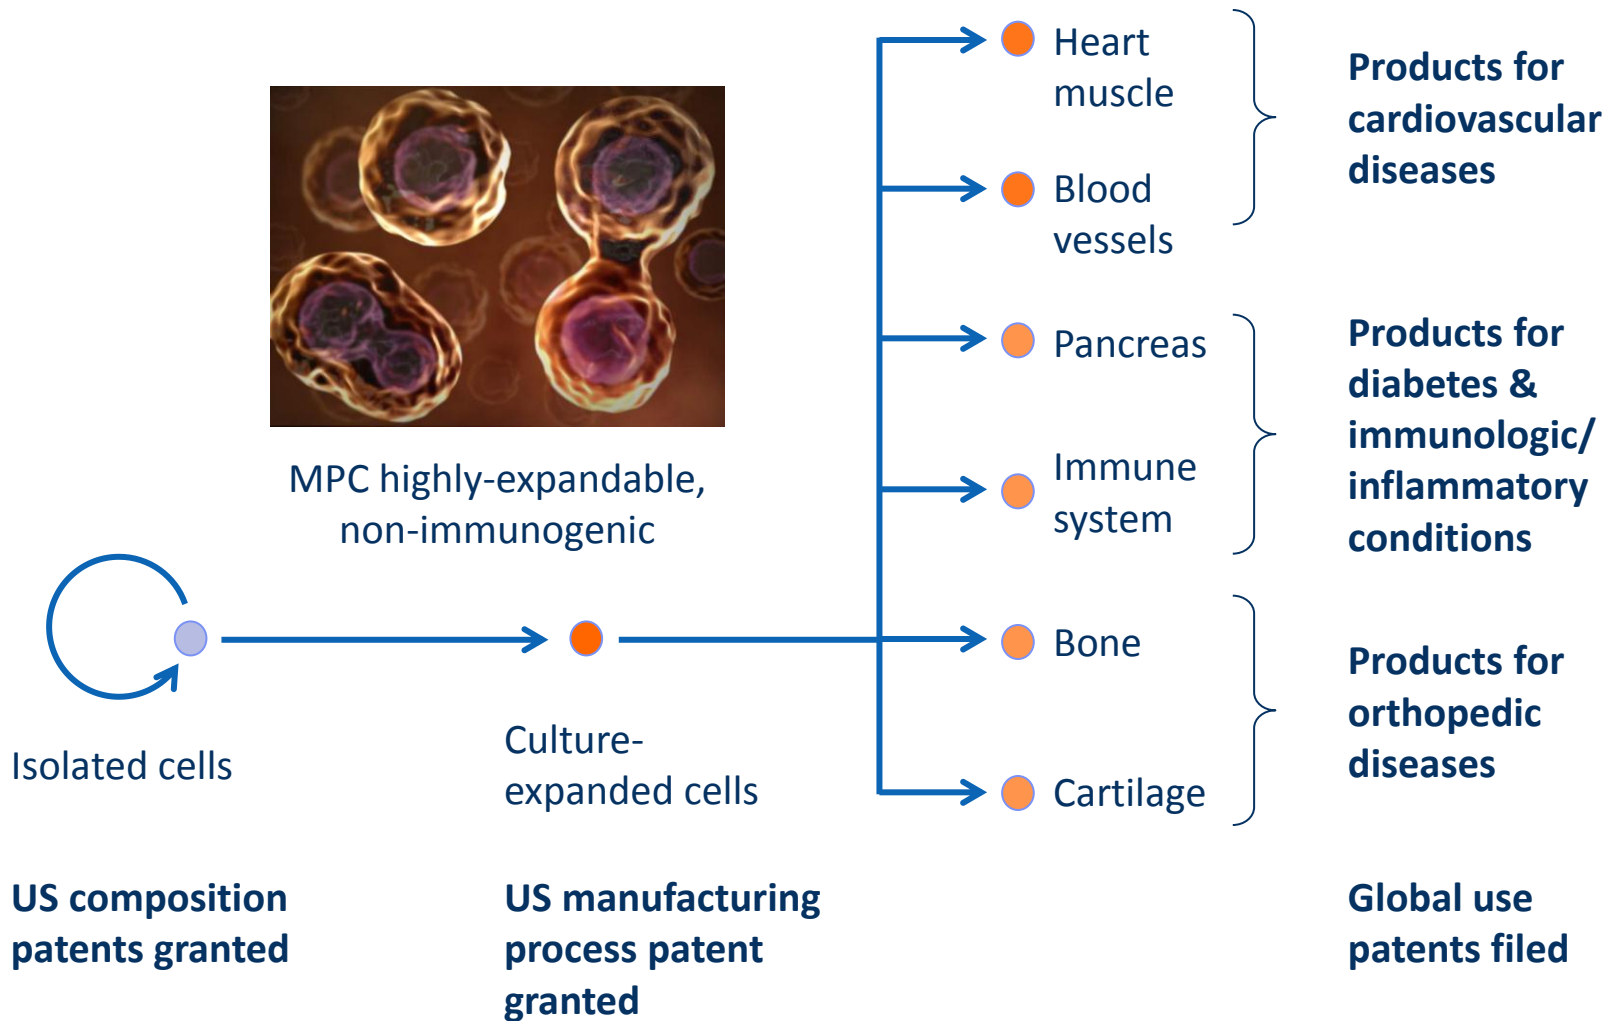 Heart
muscle
Products for
cardiovascular
diseases
Blood
vessels
Pancreas
Products for
diabetes &
immunologic/
inflammatory
conditions
Immune
system
MPC highly-expandable,
non-immunogenic
Bone
Products for
orthopedic
diseases
Isolated cells
Culture-
expanded cells
Cartilage
US composition
patents granted
US manufacturing
process patent
granted
Global use
patents filed